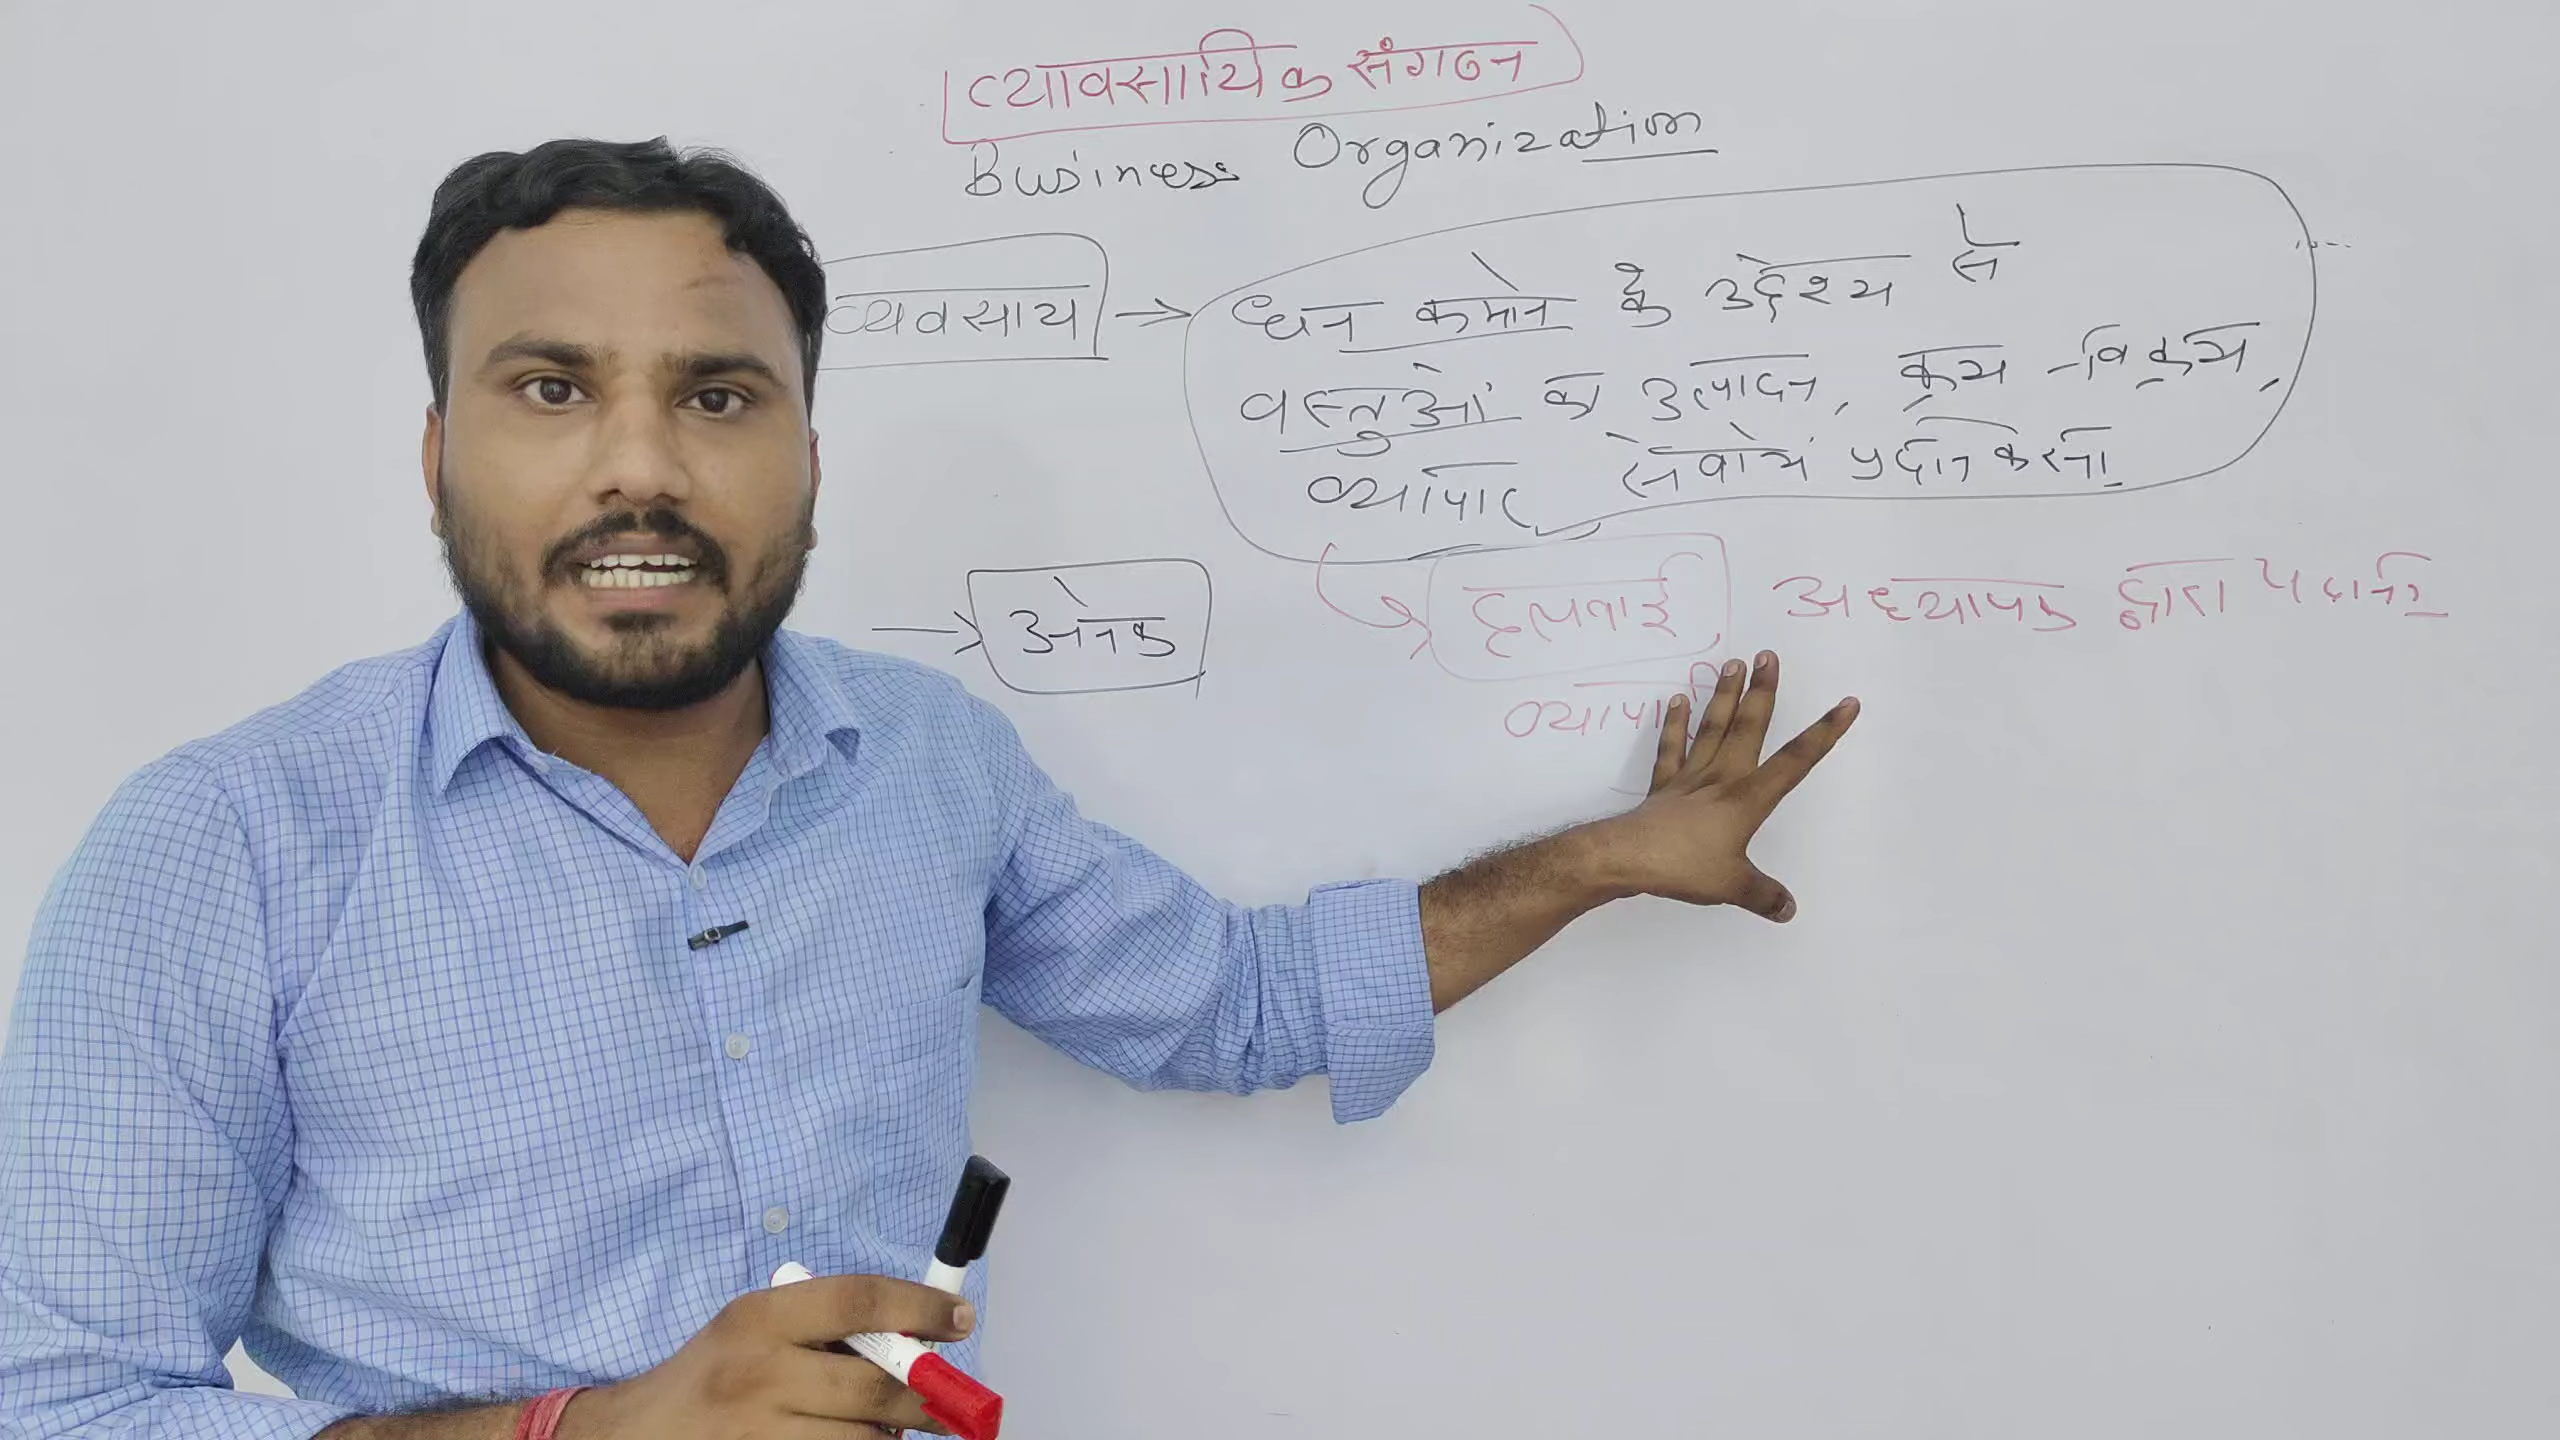 व्यावसायिक संगठन
Business Organization
व्यवसाय → धन कमाने के उद्देश्य से
वस्तुओं का उत्पादन, क्रय-विक्रय,
व्यापार सेवायें प्रदान करना
→ अनेक
हलवाई, अध्यापक द्वारा
व्यापारी